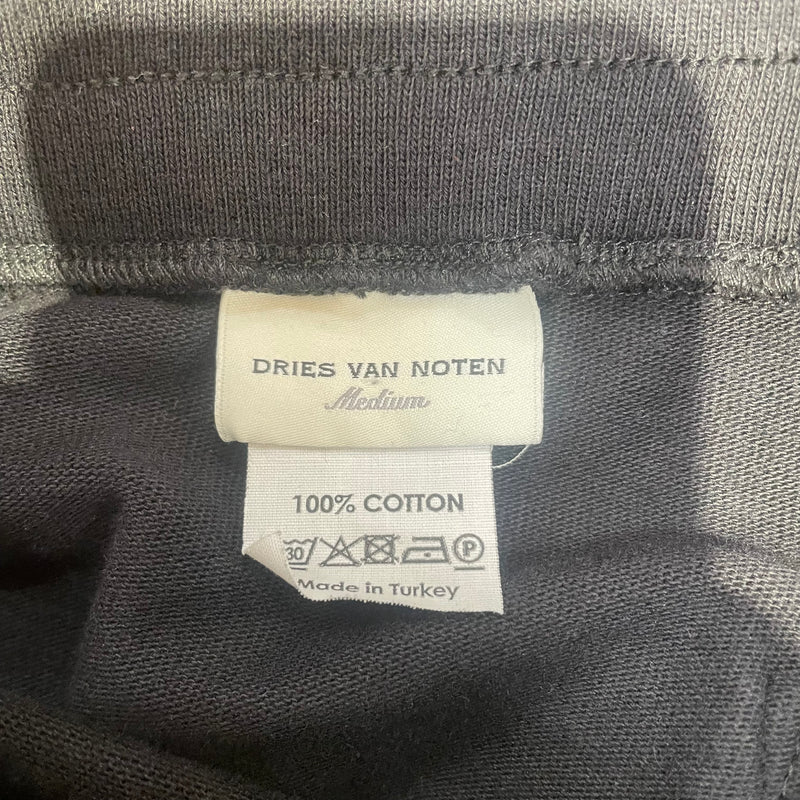 DRIES VAN NOTEN
Medium
100% COTTON
30 P
Made in Turkey